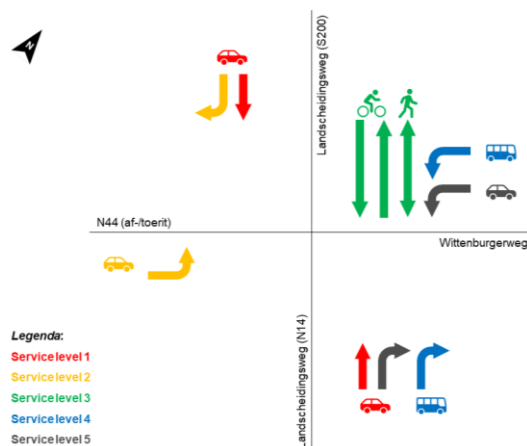 N
Landscheidingsweg (S200)
N44 (af-/toerit)
Wittenburgerweg
Landscheidingsweg (N14)
Legenda:
Service level 1
Service level 2
Service level 3
Service level 4
Service level 5